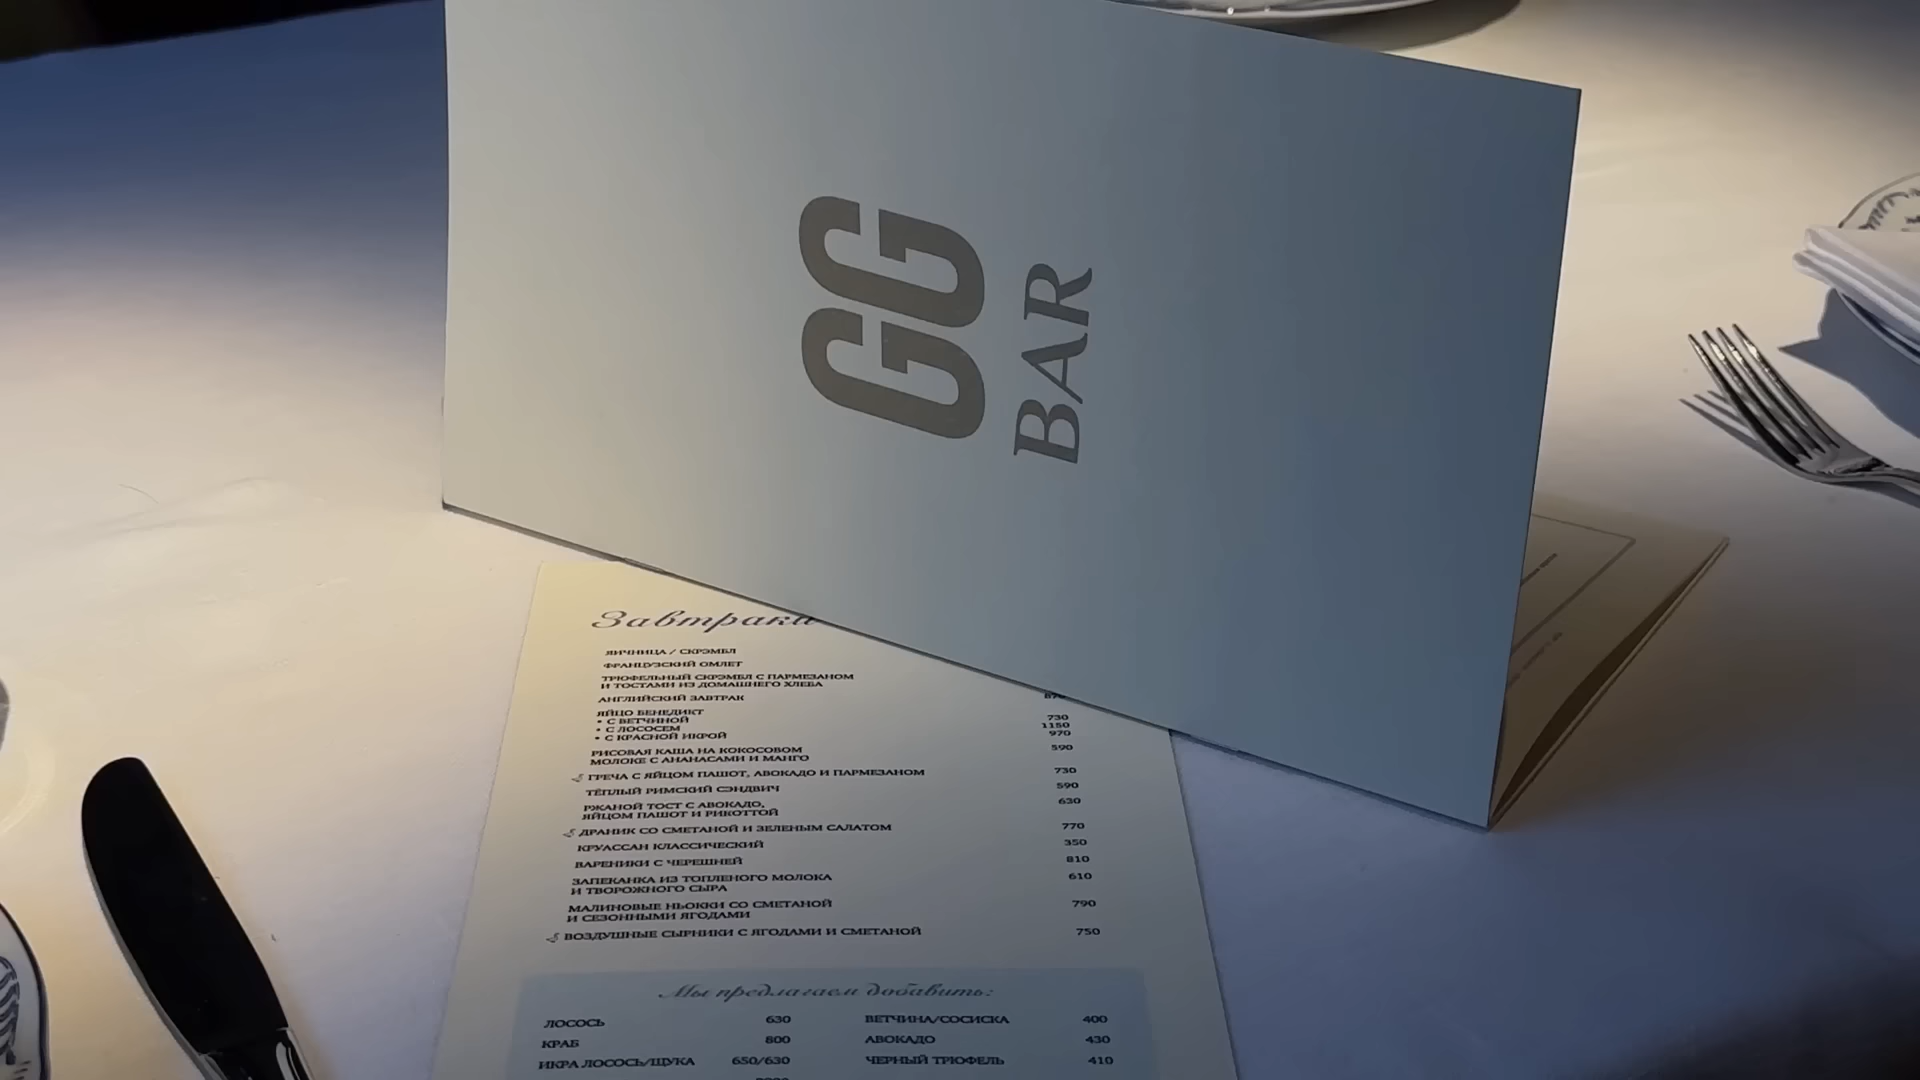 GG
BAR
Завтраки
ЯИЧНИЦА / СКРЭМБЛ
ФРАНЦУЗСКИЙ ОМЛЕТ
ТРЮФЕЛЬНЫЙ СКРЭМБЛ С ПАРМЕЗАНОМ
И ТОСТАМИ ИЗ ДОМАШНЕГО ХЛЕБА
АНГЛИЙСКИЙ ЗАВТРАК 870
ЯЙЦО БЕНЕДИКТ
• С ВЕТЧИНОЙ 730
• С ЛОСОСЕМ 1150
• С КРАСНОЙ ИКРОЙ 970
РИСОВАЯ КАША НА КОКОСОВОМ 590
МОЛОКЕ С АНАНАСАМИ И МАНГО
ГРЕЧА С ЯЙЦОМ ПАШОТ, АВОКАДО И ПАРМЕЗАНОМ 730
ТЁПЛЫЙ РИМСКИЙ СЭНДВИЧ 590
РЖАНОЙ ТОСТ С АВОКАДО, 630
ЯЙЦОМ ПАШОТ И РИКОТТОЙ
ДРАНИК СО СМЕТАНОЙ И ЗЕЛЕНЫМ САЛАТОМ 770
КРУАССАН КЛАССИЧЕСКИЙ 350
ВАРЕНИКИ С ЧЕРЕШНЕЙ 810
ЗАПЕКАНКА ИЗ ТОПЛЕНОГО МОЛОКА 610
И ТВОРОЖНОГО СЫРА
МАЛИНОВЫЕ НЬОККИ СО СМЕТАНОЙ 790
И СЕЗОННЫМИ ЯГОДАМИ
ВОЗДУШНЫЕ СЫРНИКИ С ЯГОДАМИ И СМЕТАНОЙ 750
Мы предлагаем добавить:
ЛОСОСЬ 630 ВЕТЧИНА/СОСИСКА 400
КРАБ 800 АВОКАДО 430
ИКРА ЛОСОСЬ/ЩУКА 650/630 ЧЕРНЫЙ ТРЮФЕЛЬ 410